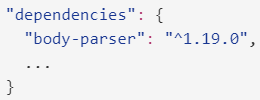 "dependencies": {
  "body-parser": "^1.19.0",
  ...
}